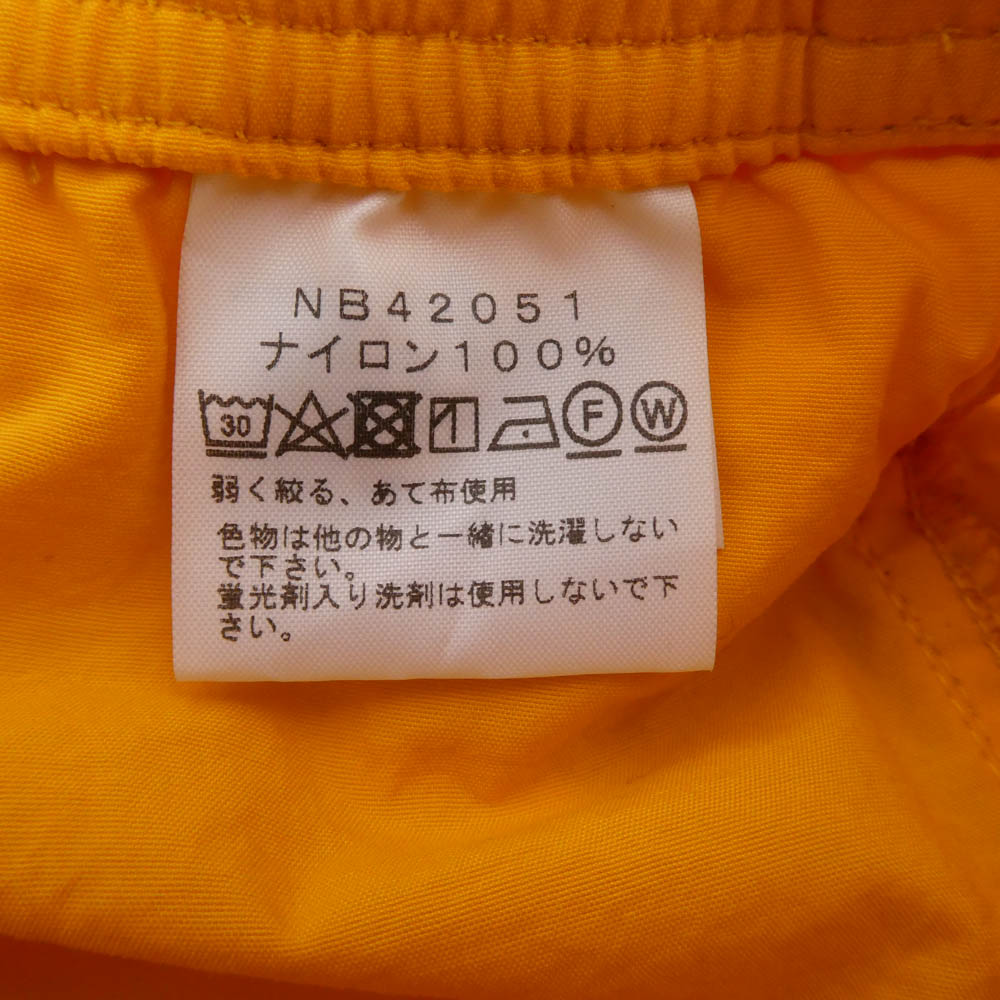 NB42051
ナイロン100%
30 F W
弱く絞る、あて布使用
色物は他の物と一緒に洗濯しない
で下さい。
蛍光剤入り洗剤は使用しないで下
さい。